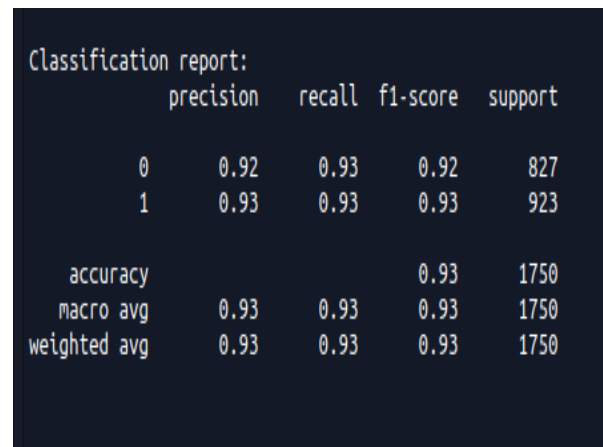 Classification report:
precision recall f1-score support
0 0.92 0.93 0.92 827
1 0.93 0.93 0.93 923
accuracy 0.93 1750
macro avg 0.93 0.93 0.93 1750
weighted avg 0.93 0.93 0.93 1750